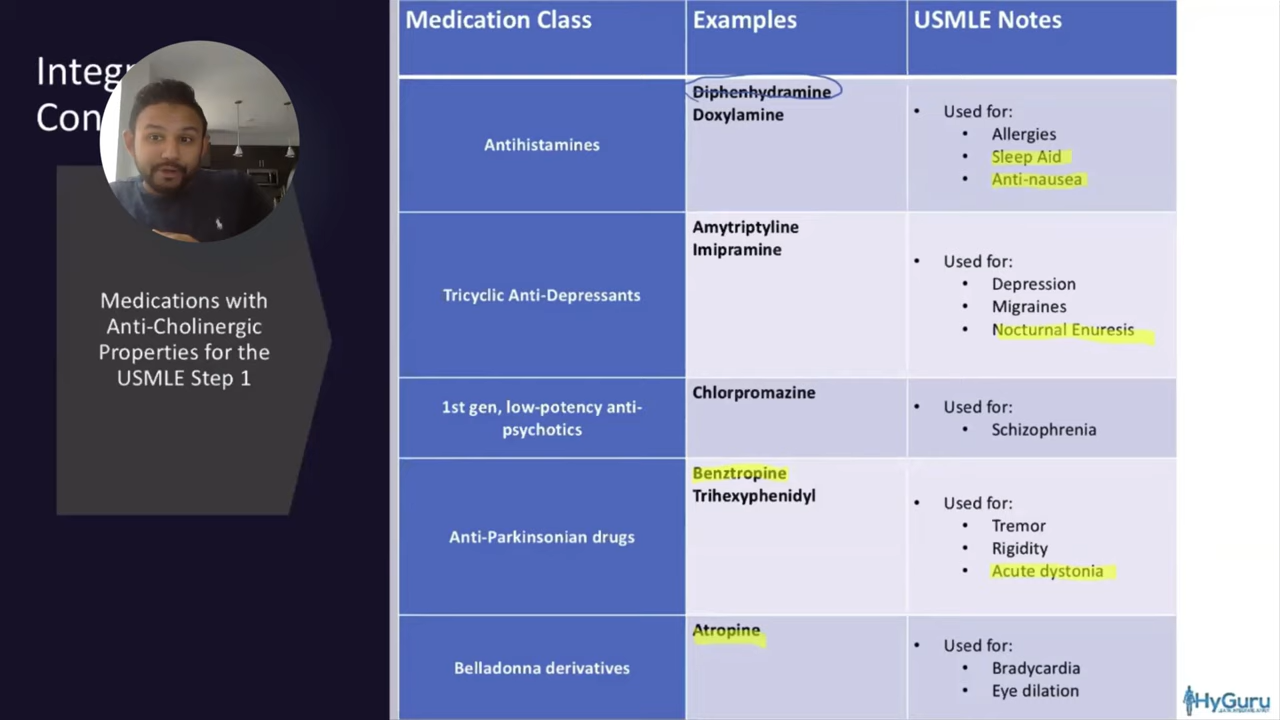 Integ
Con
Medications with
Anti-Cholinergic
Properties for the
USMLE Step 1
Medication Class Examples USMLE Notes
Antihistamines
Diphenhydramine
Doxylamine
• Used for:
• Allergies
• Sleep Aid
• Anti-nausea
Tricyclic Anti-Depressants
Amytriptyline
Imipramine
• Used for:
• Depression
• Migraines
• Nocturnal Enuresis
1st gen, low-potency anti-
psychotics
Chlorpromazine
• Used for:
• Schizophrenia
Anti-Parkinsonian drugs
Benztropine
Trihexyphenidyl
• Used for:
• Tremor
• Rigidity
• Acute dystonia
Belladonna derivatives
Atropine
• Used for:
• Bradycardia
• Eye dilation
HyGuru